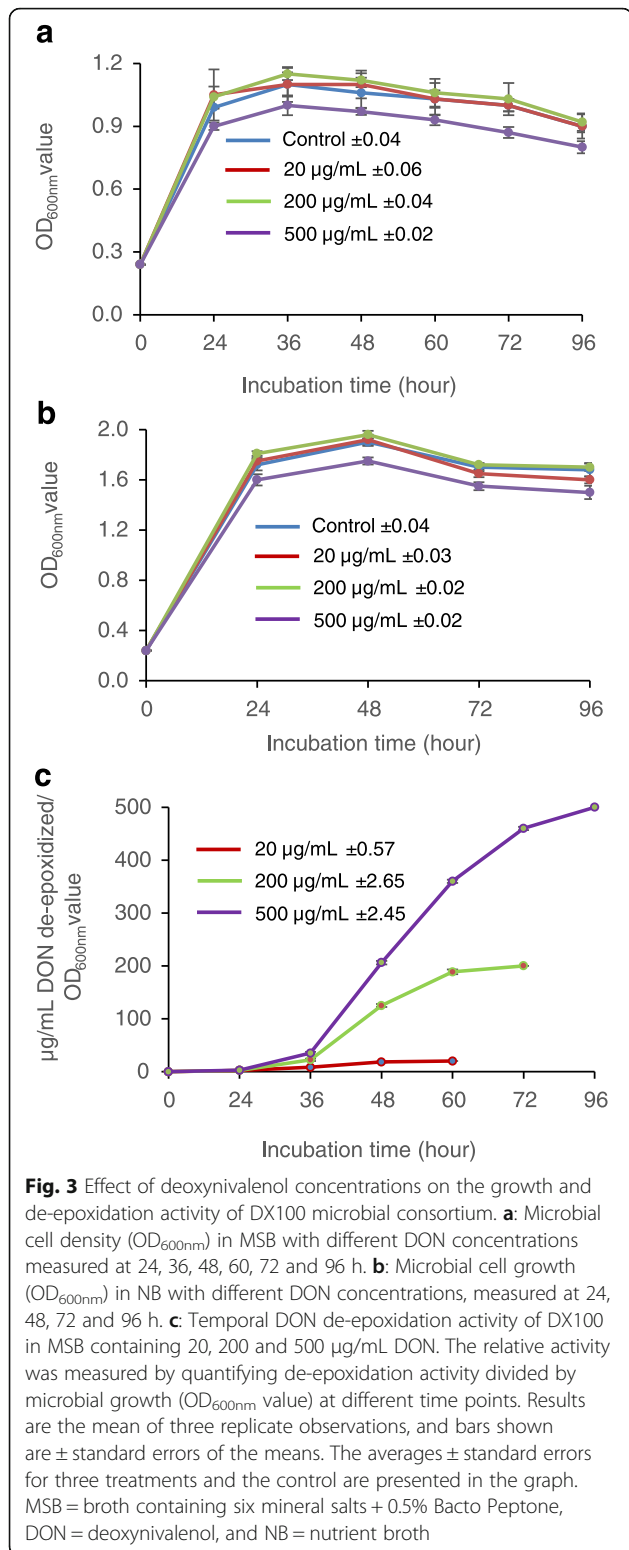 a
1.2
0.9
0.6
0.3
0.0
OD600nm value
Control ±0.04
20 µg/mL ±0.06
200 µg/mL ±0.04
500 µg/mL ±0.02
0 24 36 48 60 72 96
Incubation time (hour)
b
2.0
1.6
1.2
0.8
0.4
0.0
OD600nm value
Control ±0.04
20 µg/mL ±0.03
200 µg/mL ±0.02
500 µg/mL ±0.02
0 24 48 72 96
Incubation time (hour)
c
500
400
300
200
100
0
µg/mL DON de-epoxidized/
OD600nm value
20 µg/mL ±0.57
200 µg/mL ±2.65
500 µg/mL ±2.45
0 24 36 48 60 72 96
Incubation time (hour)
Fig. 3 Effect of deoxynivalenol concentrations on the growth and
de-epoxidation activity of DX100 microbial consortium. a: Microbial
cell density (OD600nm) in MSB with different DON concentrations
measured at 24, 36, 48, 60, 72 and 96 h. b: Microbial cell growth
(OD600nm) in NB with different DON concentrations, measured at 24,
48, 72 and 96 h. c: Temporal DON de-epoxidation activity of DX100
in MSB containing 20, 200 and 500 µg/mL DON. The relative activity
was measured by quantifying de-epoxidation activity divided by
microbial growth (OD600nm value) at different time points. Results
are the mean of three replicate observations, and bars shown
are ± standard errors of the means. The averages ± standard errors
for three treatments and the control are presented in the graph.
MSB = broth containing six mineral salts + 0.5% Bacto Peptone,
DON = deoxynivalenol, and NB = nutrient broth